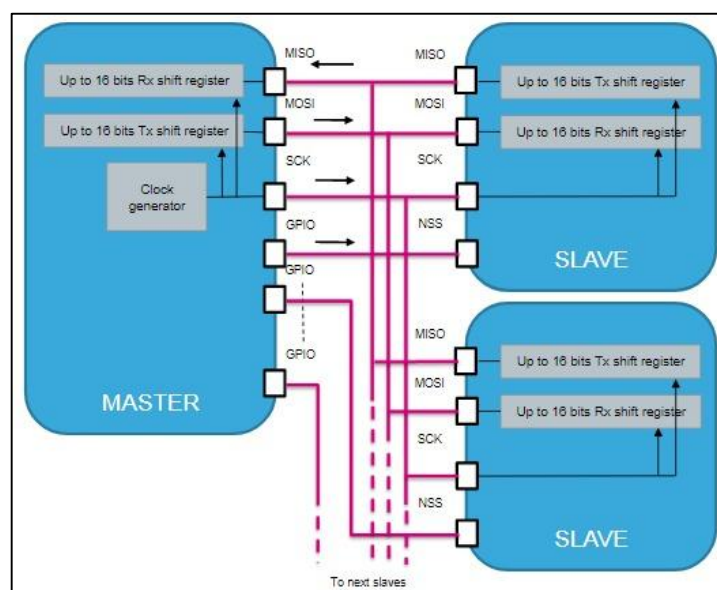 MISO
MISO
Up to 16 bits Rx shift register
Up to 16 bits Tx shift register
MOSI
MOSI
Up to 16 bits Tx shift register
Up to 16 bits Rx shift register
SCK
SCK
Clock
generator
GPIO
NSS
SLAVE
GPIO
MISO
Up to 16 bits Tx shift register
GPIO
MOSI
MASTER
Up to 16 bits Rx shift register
SCK
NSS
SLAVE
To next slaves